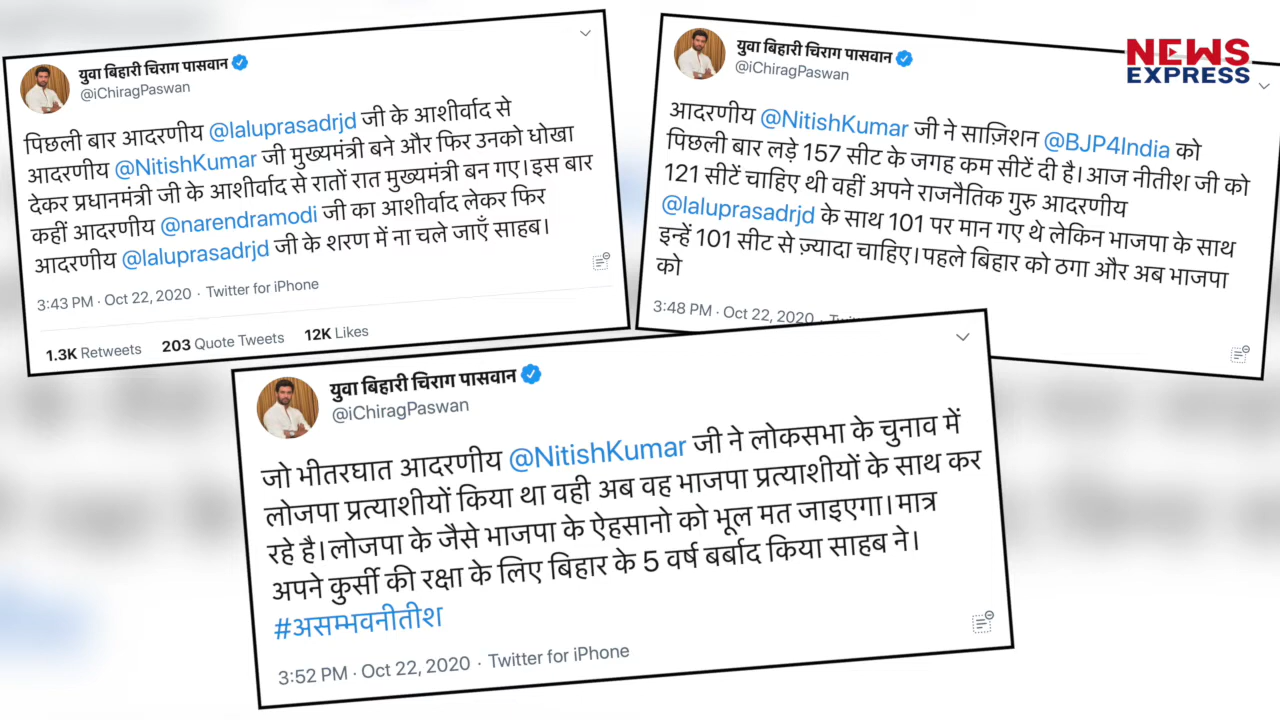 NEWS
EXPRESS
युवा बिहारी चिराग पासवान
@iChiragPaswan
पिछली बार आदरणीय @laluprasadrjd जी के आशीर्वाद से
आदरणीय @NitishKumar जी मुख्यमंत्री बने और फिर उनको धोखा
देकर प्रधानमंत्री जी के आशीर्वाद से रातों रात मुख्यमंत्री बन गए।इस बार
कहीं आदरणीय @narendramodi जी का आशीर्वाद लेकर फिर
आदरणीय @laluprasadrjd जी के शरण में ना चले जाएँ साहब।
3:43 PM · Oct 22, 2020 · Twitter for iPhone
1.3K Retweets 203 Quote Tweets 12K Likes
युवा बिहारी चिराग पासवान
@iChiragPaswan
आदरणीय @NitishKumar जी ने साज़िशन @BJP4India को
पिछली बार लड़े 157 सीट के जगह कम सीटें दी है।आज नीतीश जी को
121 सीटें चाहिए थी वहीं अपने राजनैतिक गुरु आदरणीय
@laluprasadrjd के साथ 101 पर मान गए थे लेकिन भाजपा के साथ
इन्हें 101 सीट से ज़्यादा चाहिए।पहले बिहार को ठगा और अब भाजपा
को
3:48 PM · Oct 22, 2020 ·
युवा बिहारी चिराग पासवान
@iChiragPaswan
जो भीतरघात आदरणीय @NitishKumar जी ने लोकसभा के चुनाव में
लोजपा प्रत्याशीयों किया था वही अब वह भाजपा प्रत्याशीयों के साथ कर
रहे है।लोजपा के जैसे भाजपा के ऐहसानो को भूल मत जाइएगा।मात्र
अपने कुर्सी की रक्षा के लिए बिहार के 5 वर्ष बर्बाद किया साहब ने।
#असम्भवनीतीश
3:52 PM · Oct 22, 2020 · Twitter for iPhone